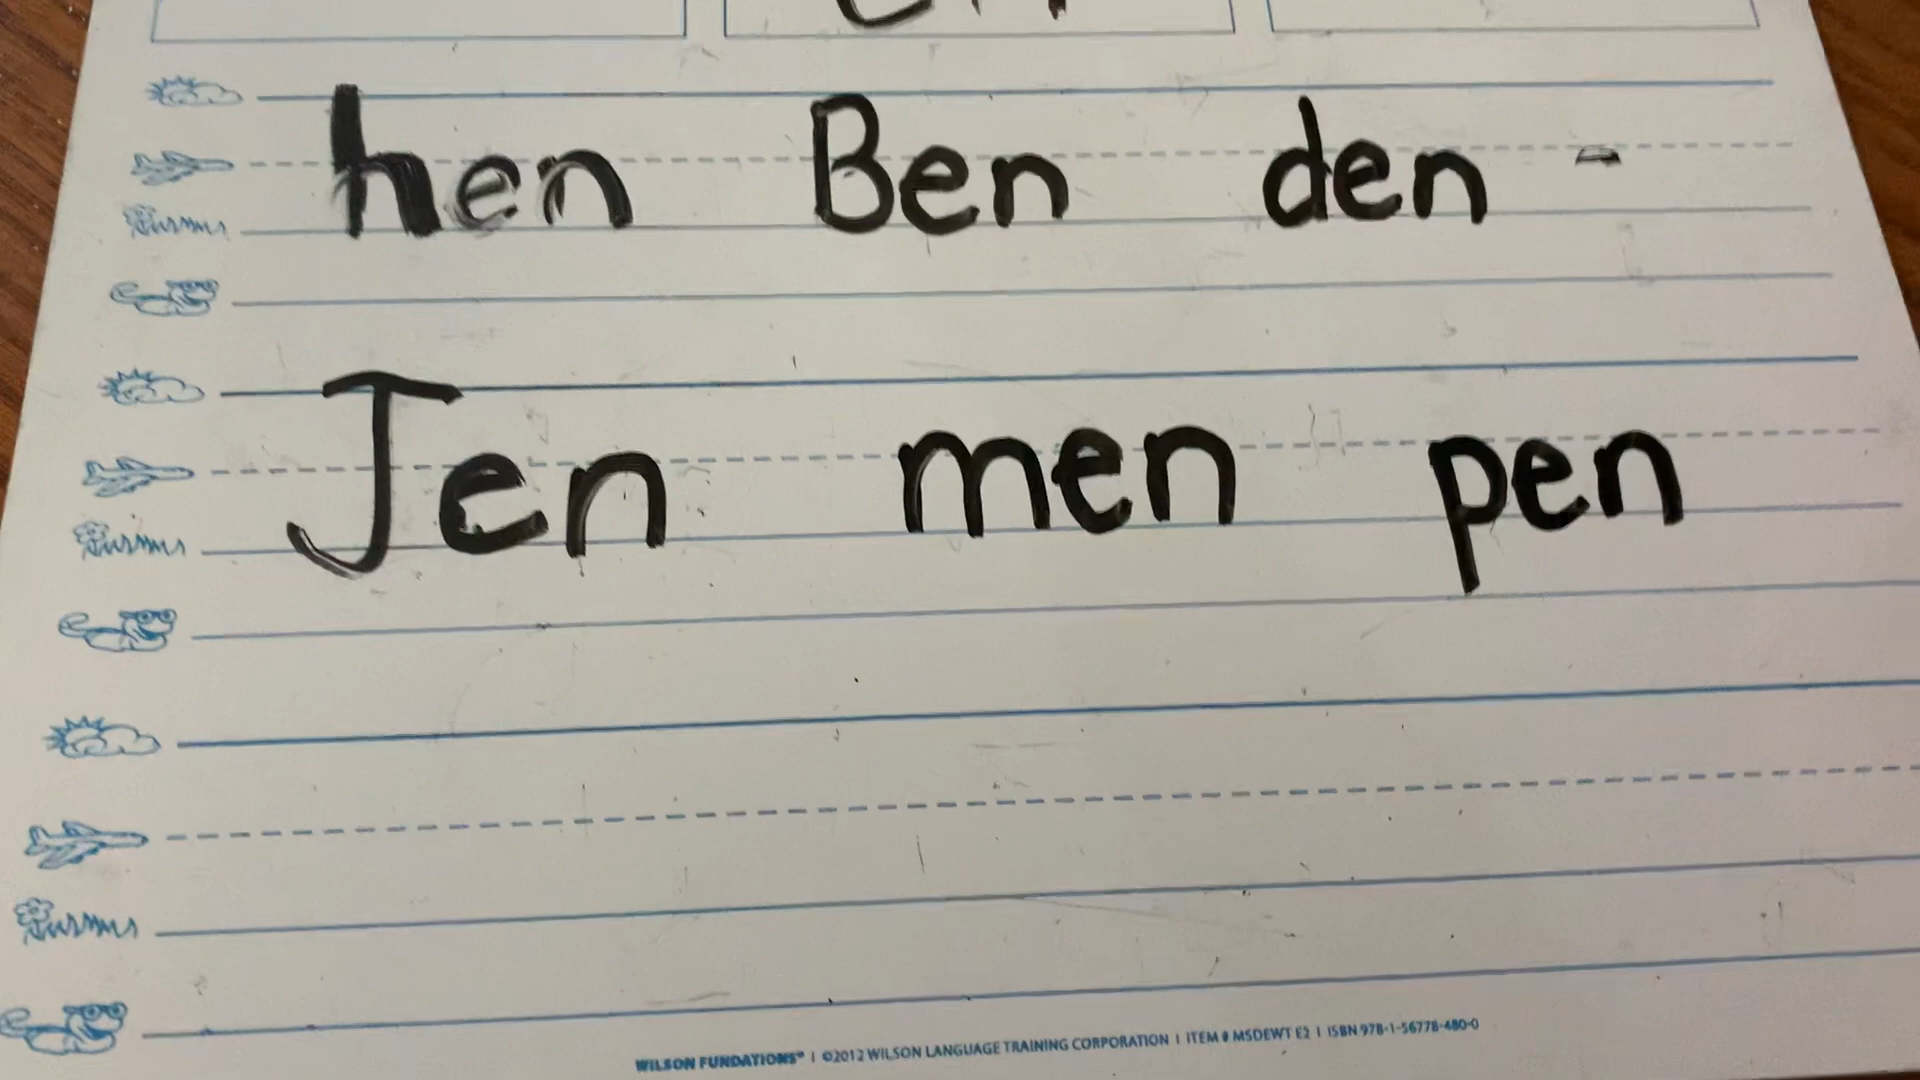 en
hen Ben den -
Jen men pen
WILSON FUNDATIONS® | ©2012 WILSON LANGUAGE TRAINING CORPORATION | ITEM # MSDEWT E2 | ISBN 978-1-56778-480-0